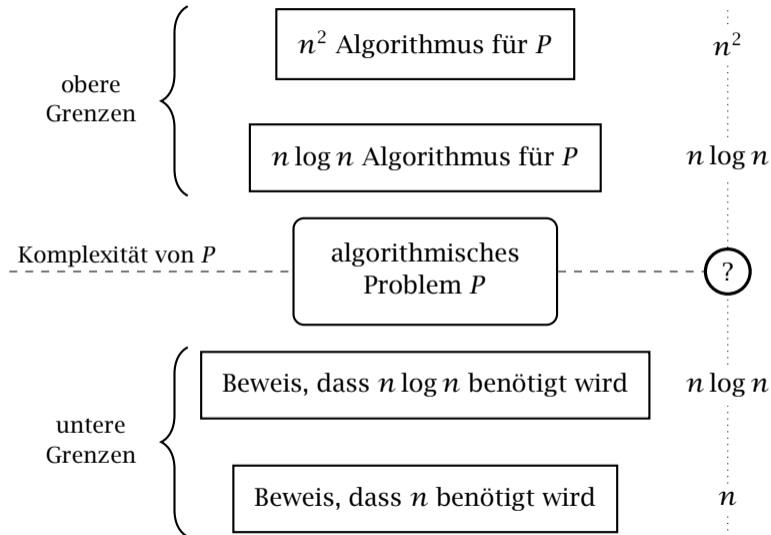 n² Algorithmus für P
n²
obere
Grenzen
n log n Algorithmus für P
n log n
Komplexität von P
algorithmisches
Problem P
?
Beweis, dass n log n benötigt wird
n log n
untere
Grenzen
Beweis, dass n benötigt wird
n